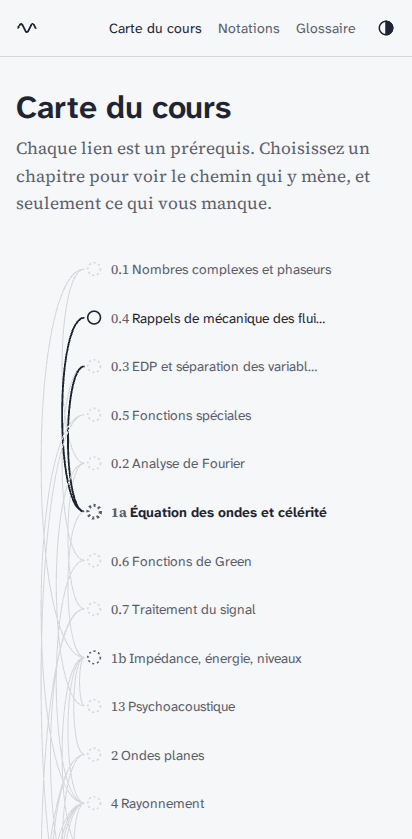 Carte du cours Notations Glossaire
Carte du cours
Chaque lien est un prérequis. Choisissez un
chapitre pour voir le chemin qui y mène, et
seulement ce qui vous manque.
0.1 Nombres complexes et phaseurs
0.4 Rappels de mécanique des flui...
0.3 EDP et séparation des variabl...
0.5 Fonctions spéciales
0.2 Analyse de Fourier
1a Équation des ondes et célérité
0.6 Fonctions de Green
0.7 Traitement du signal
1b Impédance, énergie, niveaux
13 Psychoacoustique
2 Ondes planes
4 Rayonnement